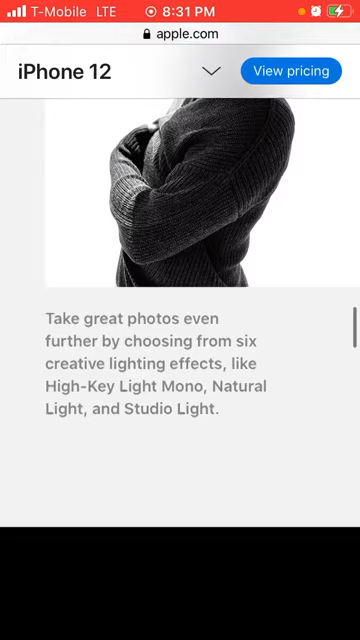 T-Mobile LTE 8:31 PM
apple.com
iPhone 12
View pricing
Take great photos even
further by choosing from six
creative lighting effects, like
High-Key Light Mono, Natural
Light, and Studio Light.